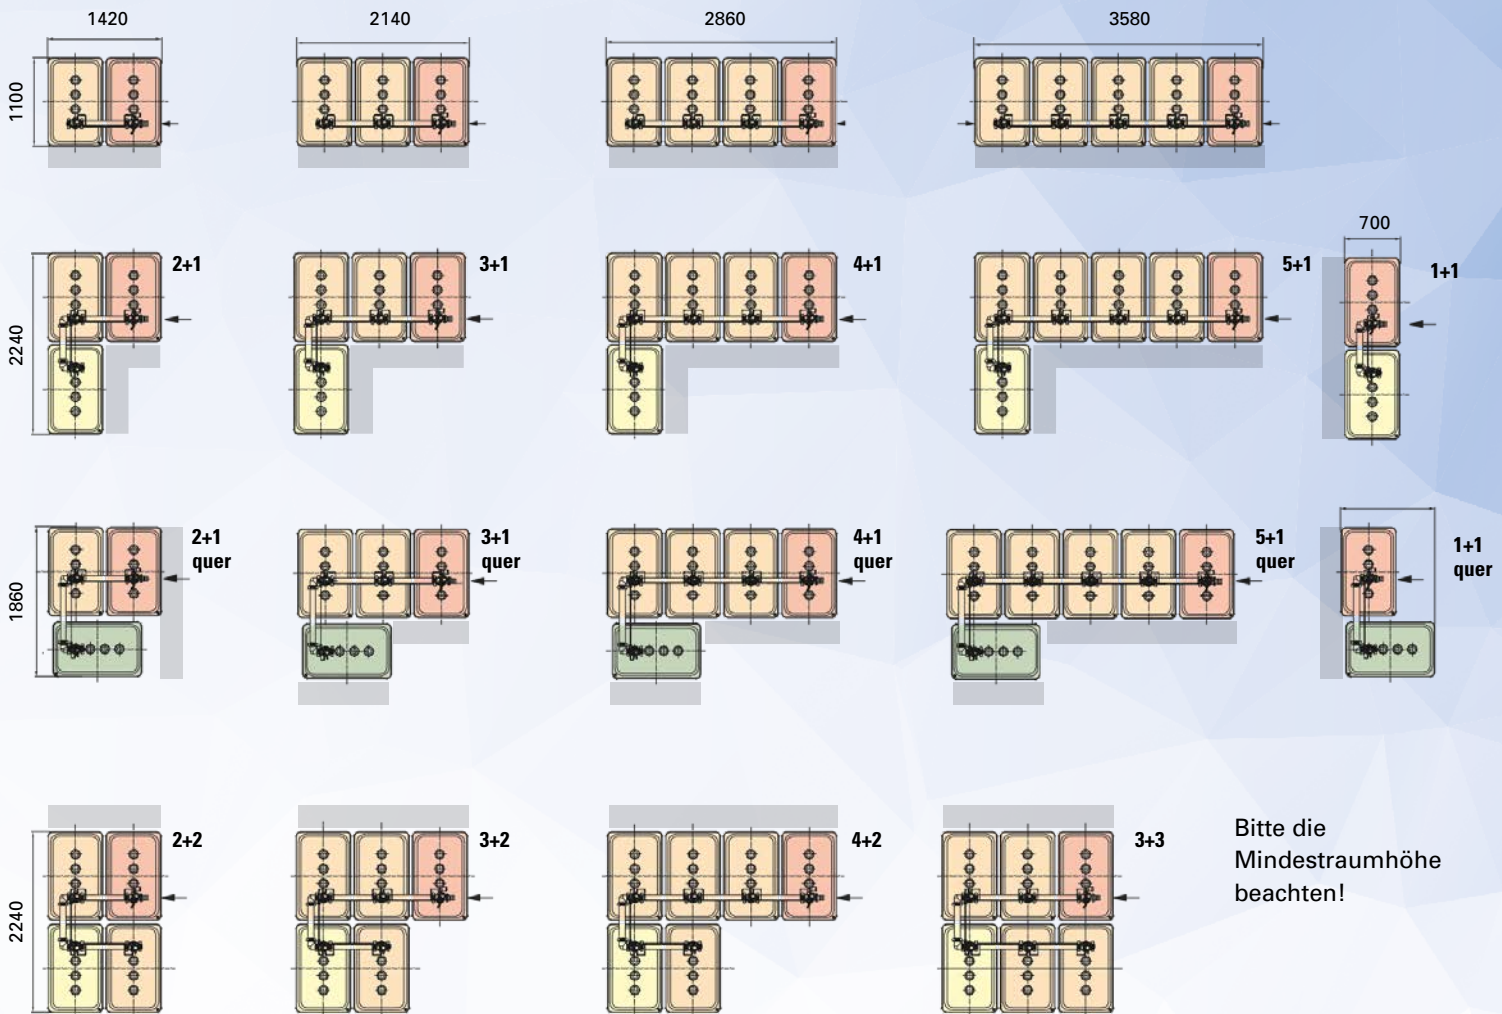 1420
2140
2860
3580
1100
700
2+1
3+1
4+1
5+1
1+1
2240
2+1
quer
3+1
quer
4+1
quer
5+1
quer
1+1
quer
1860
2+2
3+2
4+2
3+3
2240
Bitte die
Mindestraumhöhe
beachten!